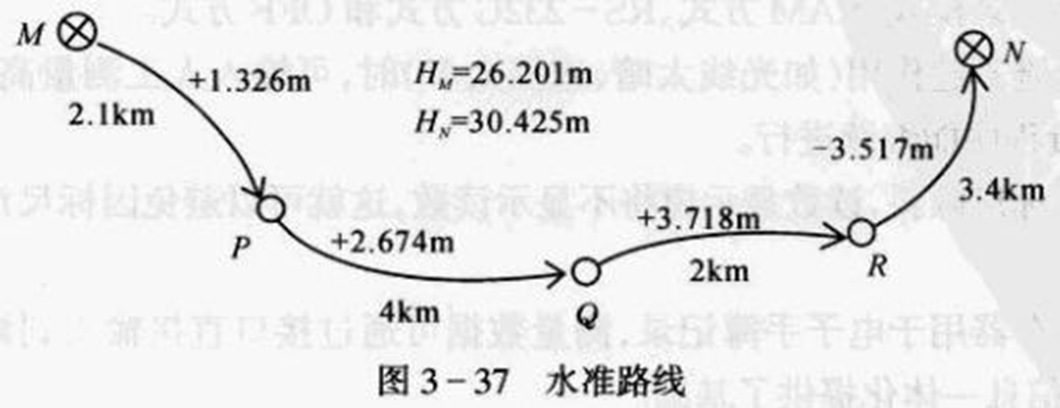 M
N
+1.326m
H_M=26.201m
2.1km
H_N=30.425m
-3.517m
3.4km
P
+2.674m
+3.718m
R
2km
4km
Q
图 3-37 水准路线